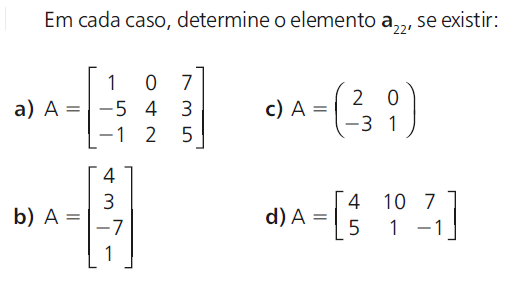 Em cada caso, determine o elemento a₂₂, se existir:
a) A = [1 0 7
-5 4 3
-1 2 5]
b) A = [4
3
-7
1]
c) A = (2 0
-3 1)
d) A = [4 10 7
5 1 -1]